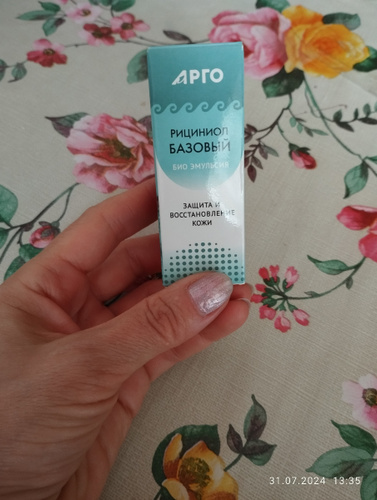 АРГО
РИЦИНИОЛ
БАЗОВЫЙ
БИО ЭМУЛЬСИЯ
ЗАЩИТА И
ВОССТАНОВЛЕНИЕ
КОЖИ
31.07.2024 13:35